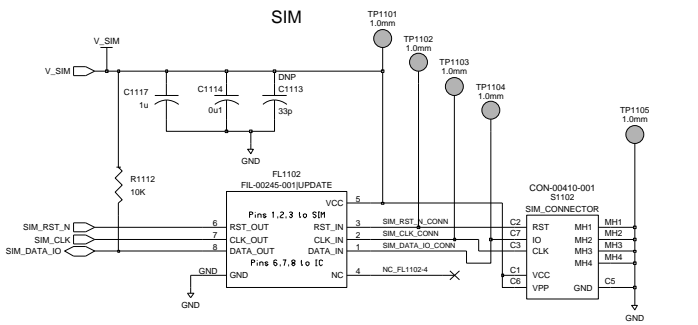 SIM
TP1101
1.0mm
TP1102
1.0mm
TP1103
1.0mm
TP1104
1.0mm
TP1105
1.0mm
V_SIM
V_SIM
C1117
1u
C1114
0u1
DNP
C1113
33p
GND
R1112
10K
FL1102
FIL-00245-001|UPDATE
Pins 1,2,3 to SIM
Pins 6,7,8 to IC
VCC 5
SIM_RST_N 6 RST_OUT RST_IN 3 SIM_RST_N_CONN
SIM_CLK 7 CLK_OUT CLK_IN 2 SIM_CLK_CONN
SIM_DATA_IO 8 DATA_OUT DATA_IN 1 SIM_DATA_IO_CONN
GND GND NC 4 NC_FL1102-4
GND
CON-00410-001
S1102
SIM_CONNECTOR
C2 RST MH1 MH1
C7 IO MH2 MH2
C3 CLK MH3 MH3
MH4 MH4
C1 VCC
C6 VPP GND C5
GND